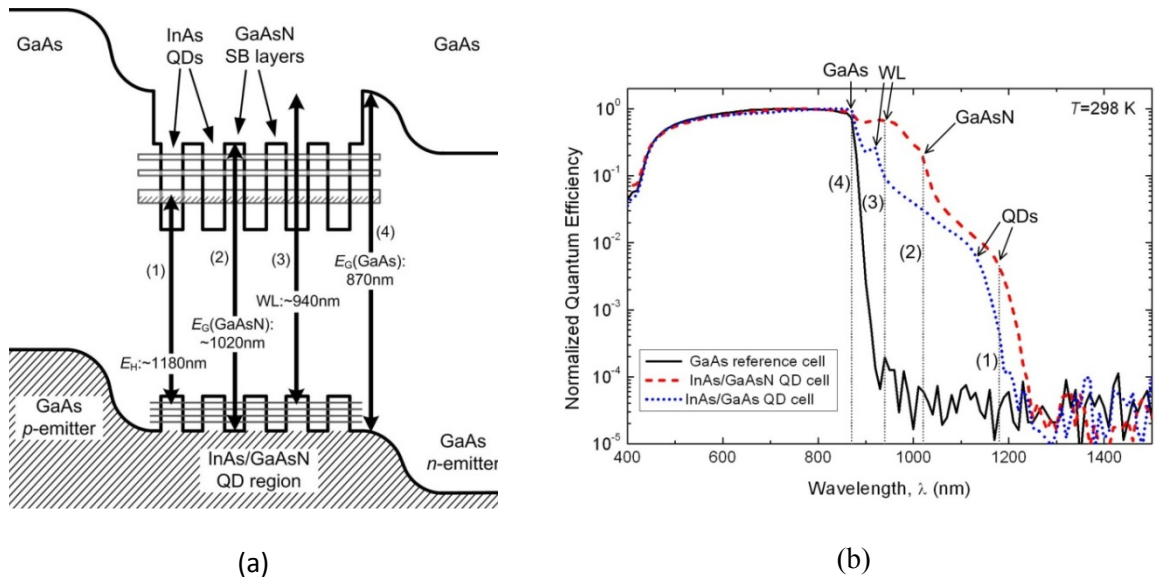 GaAs
InAs
QDs
GaAsN
SB layers
GaAs
(1)
(2)
(3)
(4)
E_G(GaAs):
870nm
WL:~940nm
E_G(GaAsN):
~1020nm
E_H:~1180nm
GaAs
p-emitter
InAs/GaAsN
QD region
GaAs
n-emitter
(a)
GaAs
WL
T=298 K
GaAsN
QDs
(4)
(3)
(2)
(1)
Normalized Quantum Efficiency
10^0
10^-1
10^-2
10^-3
10^-4
10^-5
GaAs reference cell
InAs/GaAsN QD cell
InAs/GaAs QD cell
400 600 800 1000 1200 1400
Wavelength, λ (nm)
(b)